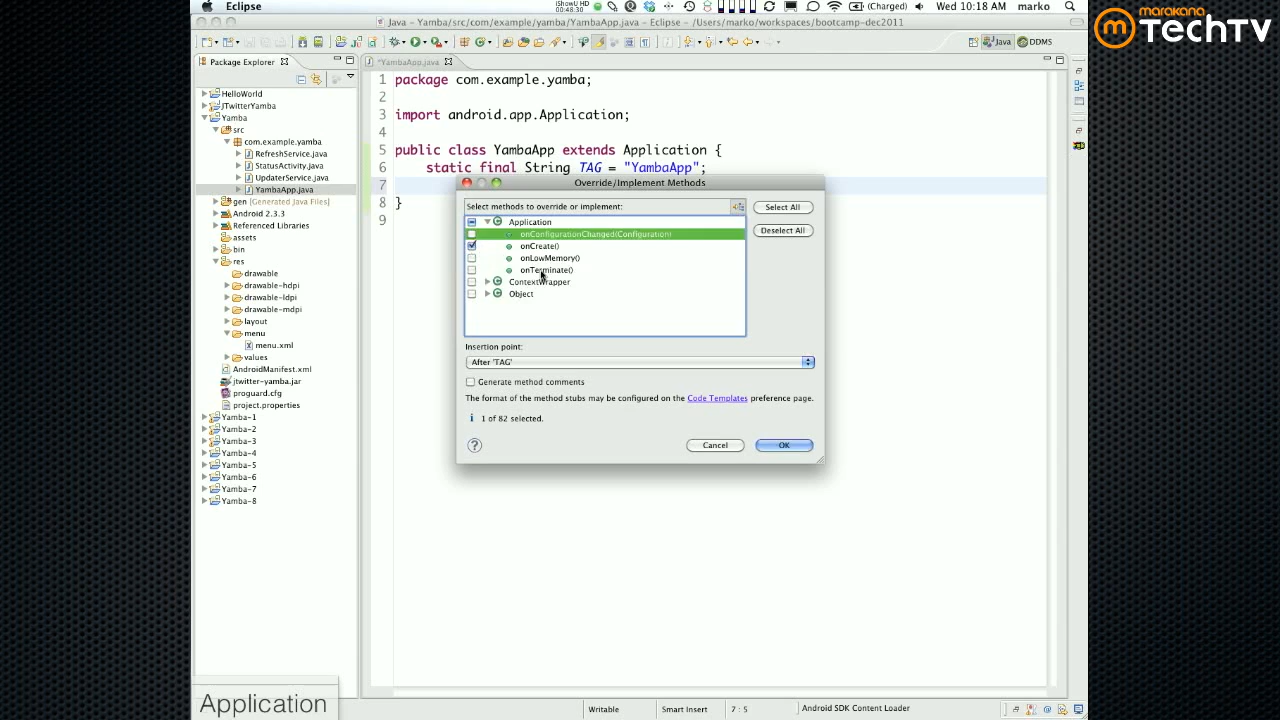 Eclipse
iShowU HD
00:48:30
(Charged)
Wed 10:18 AM
marko
Java – Yamba/src/com/example/yamba/YambaApp.java – Eclipse – /Users/marko/workspaces/bootcamp-dec2011
marakana
TechTV
Java
DDMS
Package Explorer
*YambaApp.java
HelloWorld
JTwitterYamba
Yamba
src
com.example.yamba
RefreshService.java
StatusActivity.java
UpdaterService.java
YambaApp.java
gen [Generated Java Files]
Android 2.3.3
Referenced Libraries
assets
bin
res
drawable
drawable-hdpi
drawable-ldpi
drawable-mdpi
layout
menu
menu.xml
values
AndroidManifest.xml
jtwitter-yamba.jar
proguard.cfg
project.properties
Yamba-1
Yamba-2
Yamba-3
Yamba-4
Yamba-5
Yamba-6
Yamba-7
Yamba-8
1 package com.example.yamba;
2
3 import android.app.Application;
4
5 public class YambaApp extends Application {
6 static final String TAG = "YambaApp";
7
8 }
9
Override/Implement Methods
Select methods to override or implement:
Select All
Deselect All
Application
onConfigurationChanged(Configuration)
onCreate()
onLowMemory()
onTerminate()
ContextWrapper
Object
Insertion point:
After 'TAG'
Generate method comments
The format of the method stubs may be configured on the Code Templates preference page.
i 1 of 82 selected.
?
Cancel
OK
Application
Writable
Smart Insert
7 : 5
Android SDK Content Loader